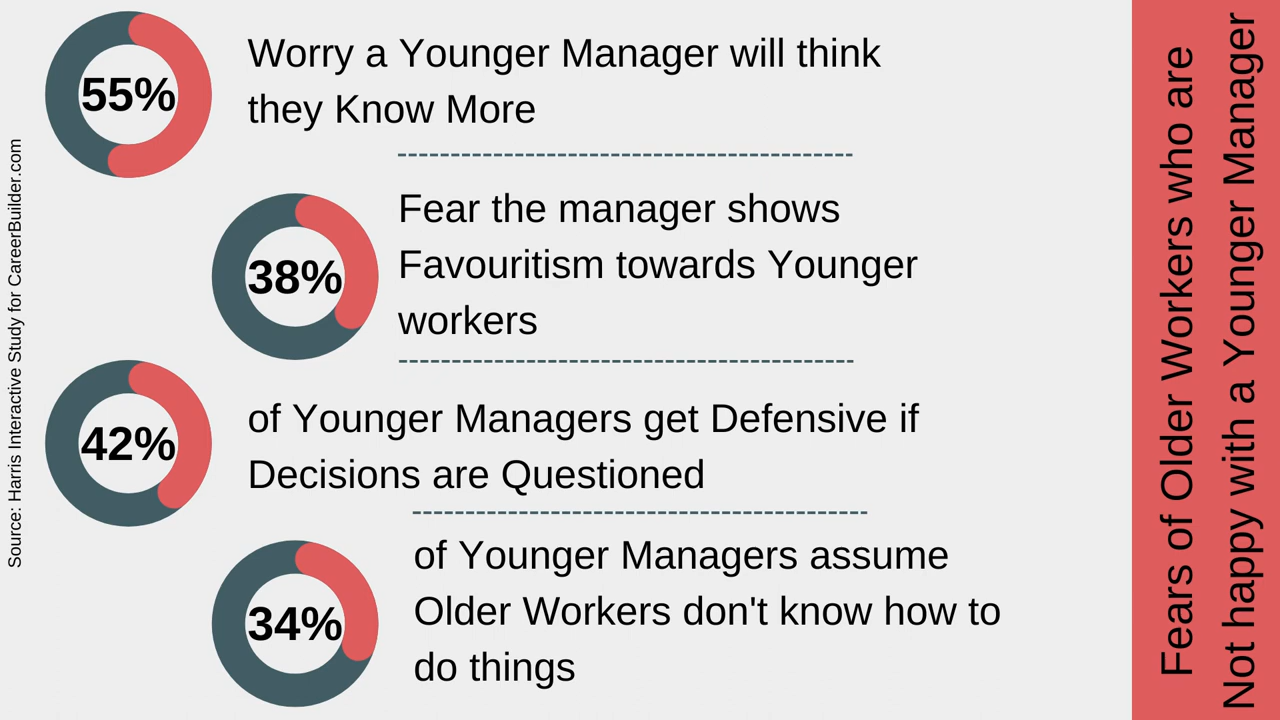 55%
Worry a Younger Manager will think
they Know More
38%
Fear the manager shows
Favouritism towards Younger
workers
42%
of Younger Managers get Defensive if
Decisions are Questioned
34%
of Younger Managers assume
Older Workers don't know how to
do things
Source: Harris Interactive Study for CareerBuilder.com
Fears of Older Workers who are
Not happy with a Younger Manager